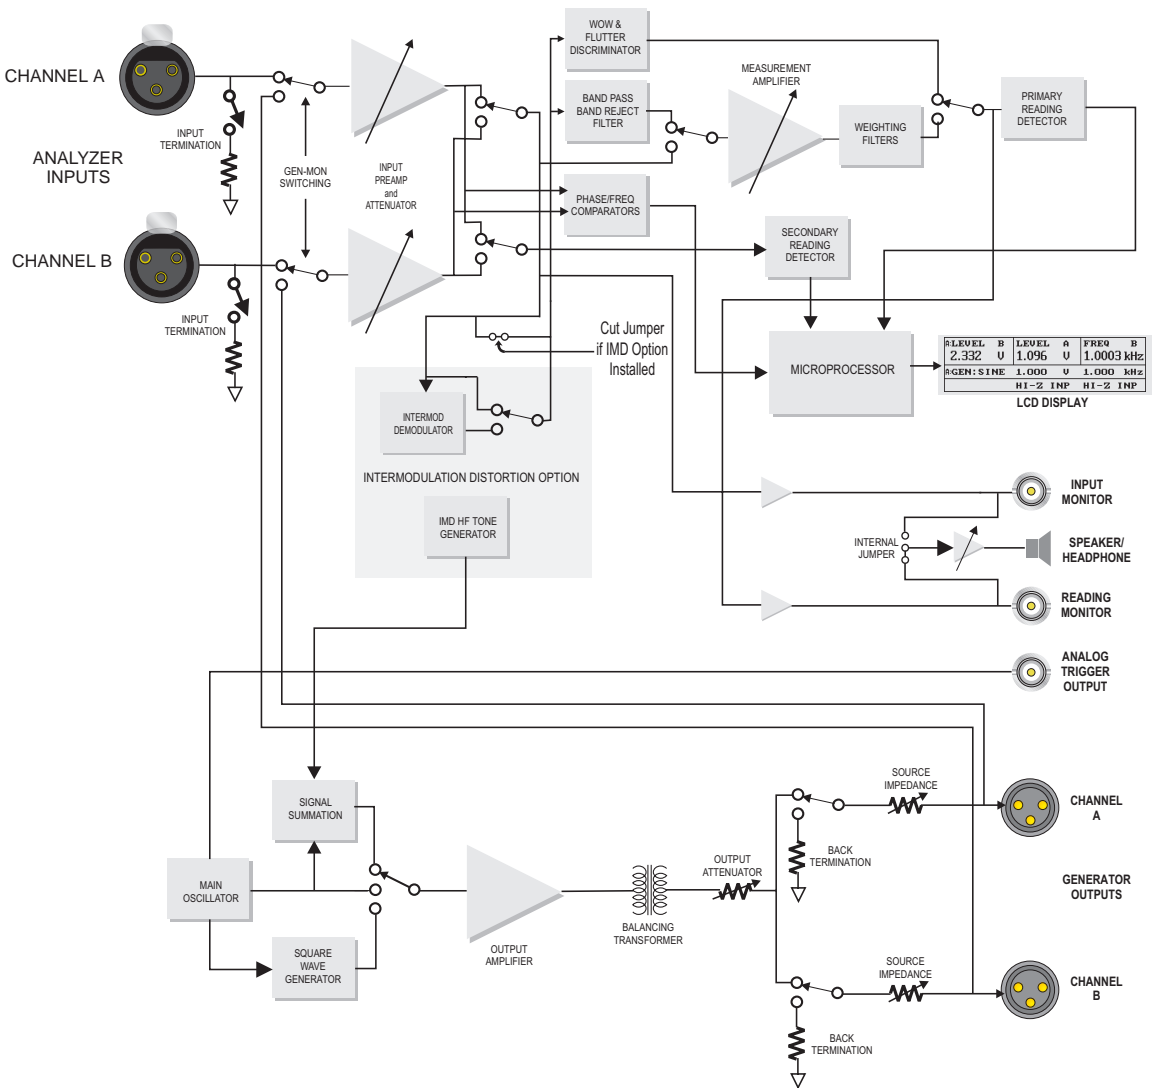 WOW &
FLUTTER
DISCRIMINATOR
CHANNEL A
MEASUREMENT
AMPLIFIER
BAND PASS
BAND REJECT
FILTER
PRIMARY
READING
DETECTOR
INPUT
TERMINATION
WEIGHTING
FILTERS
ANALYZER
INPUTS
GEN-MON
SWITCHING
INPUT
PREAMP
and
ATTENUATOR
PHASE/FREQ
COMPARATORS
SECONDARY
READING
DETECTOR
CHANNEL B
INPUT
TERMINATION
Cut Jumper
if IMD Option
Installed
MICROPROCESSOR
A:LEVEL B LEVEL A FREQ B
2.332 V 1.096 V 1.0003 kHz
A:GEN:SINE 1.000 V 1.000 kHz
HI-Z INP HI-Z INP
LCD DISPLAY
INTERMOD
DEMODULATOR
INTERMODULATION DISTORTION OPTION
INPUT
MONITOR
IMD HF TONE
GENERATOR
INTERNAL
JUMPER
SPEAKER/
HEADPHONE
READING
MONITOR
ANALOG
TRIGGER
OUTPUT
SOURCE
IMPEDANCE
SIGNAL
SUMMATION
CHANNEL
A
OUTPUT
ATTENUATOR
BACK
TERMINATION
MAIN
OSCILLATOR
GENERATOR
OUTPUTS
BALANCING
TRANSFORMER
OUTPUT
AMPLIFIER
SQUARE
WAVE
GENERATOR
SOURCE
IMPEDANCE
CHANNEL
B
BACK
TERMINATION